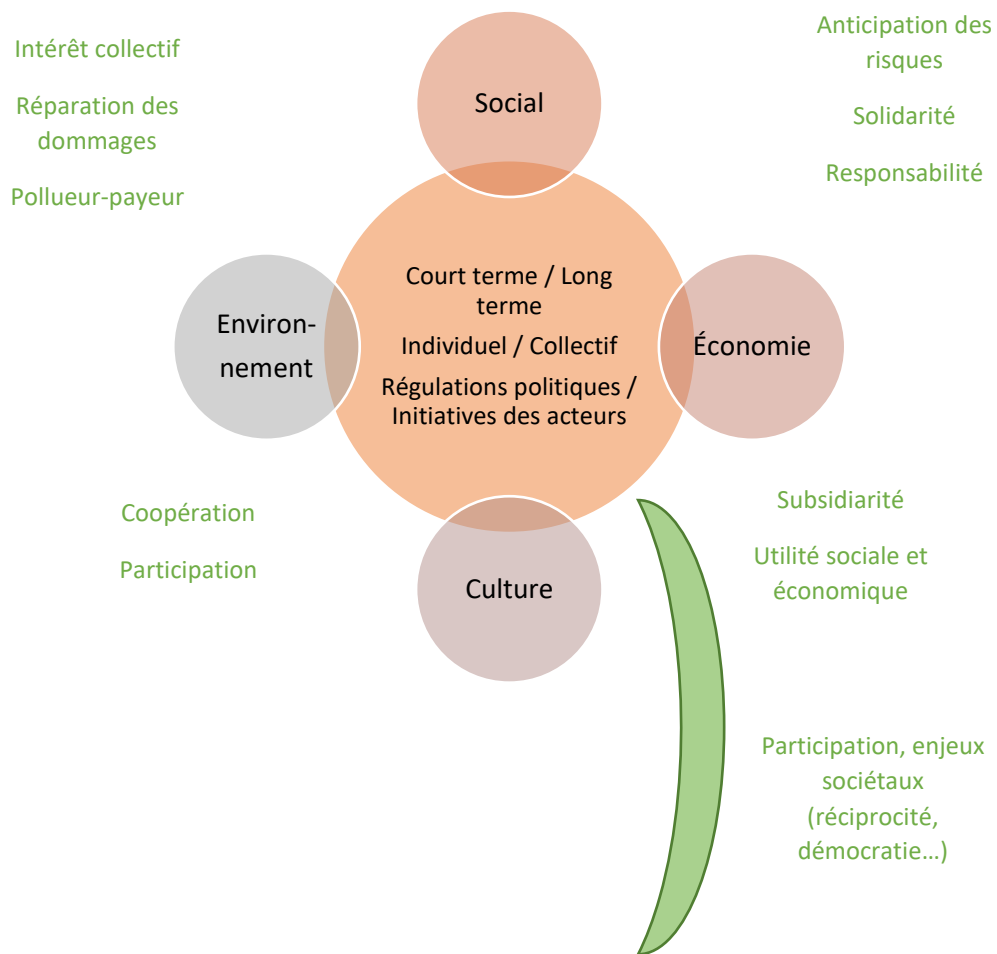 Intérêt collectif
Réparation des
dommages
Pollueur-payeur
Social
Anticipation des
risques
Solidarité
Responsabilité
Environ-
nement
Court terme / Long
terme
Individuel / Collectif
Régulations politiques /
Initiatives des acteurs
Économie
Coopération
Participation
Culture
Subsidiarité
Utilité sociale et
économique
Participation, enjeux
sociétaux
(réciprocité,
démocratie…)